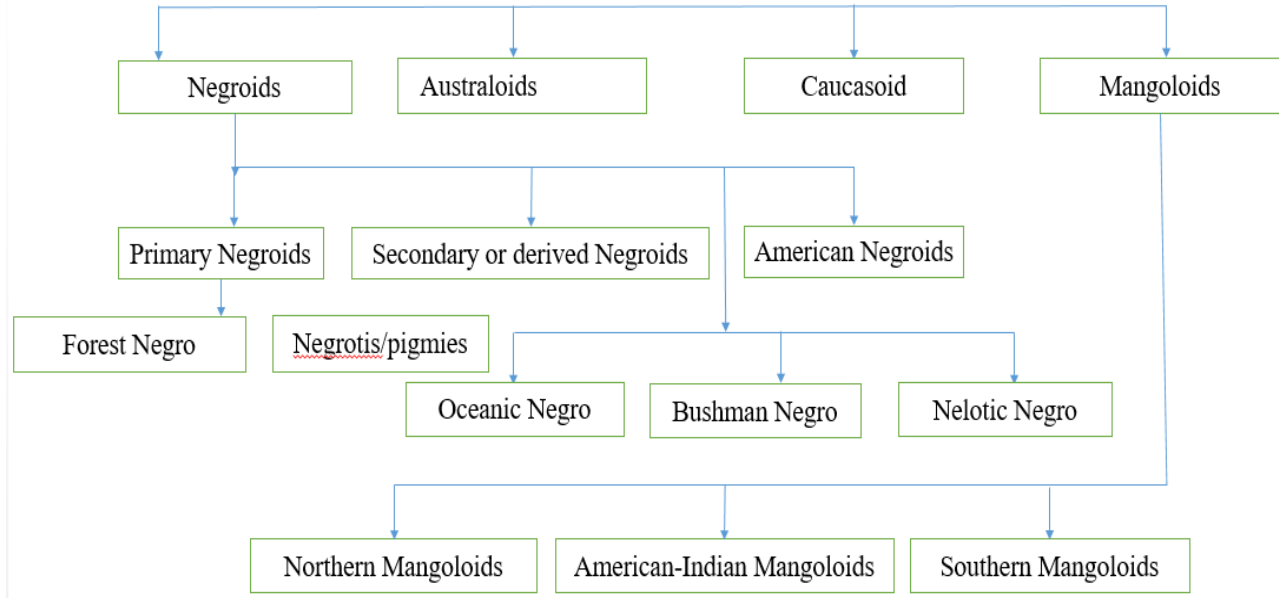 Negroids
Australoids
Caucasoid
Mangoloids
Primary Negroids
Secondary or derived Negroids
American Negroids
Forest Negro
Negrotis/pigmies
Oceanic Negro
Bushman Negro
Nelotic Negro
Northern Mangoloids
American-Indian Mangoloids
Southern Mangoloids